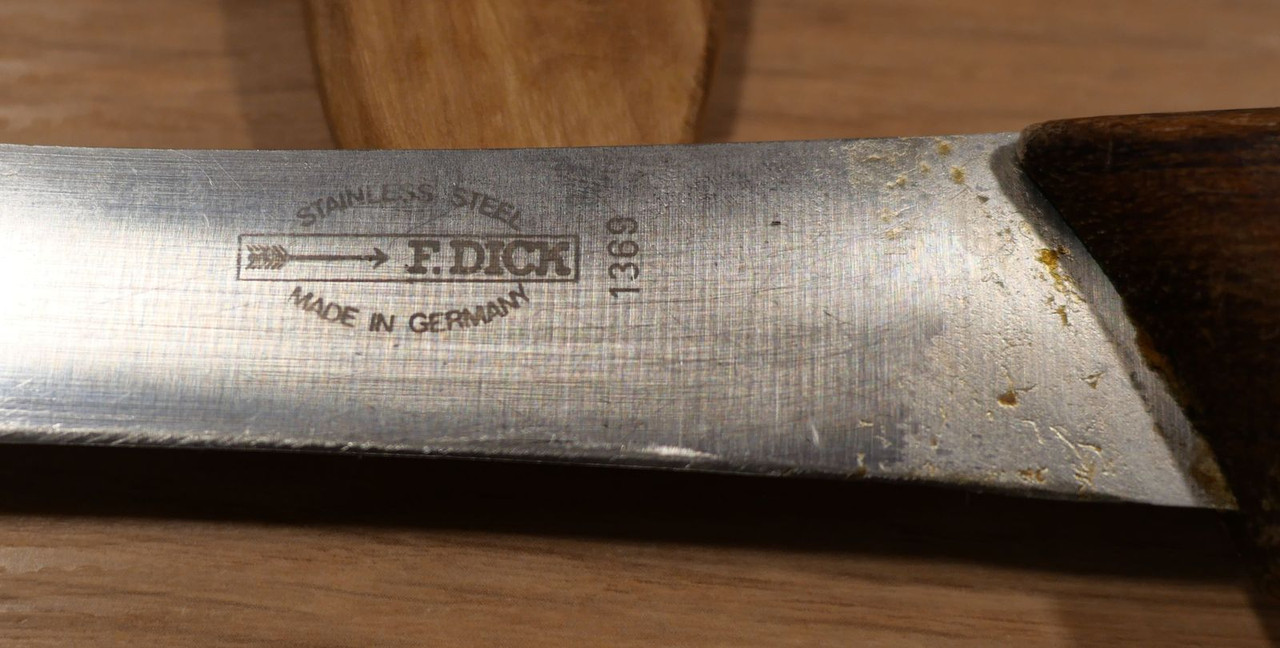 STAINLESS STEEL
F. DICK
MADE IN GERMANY
1369